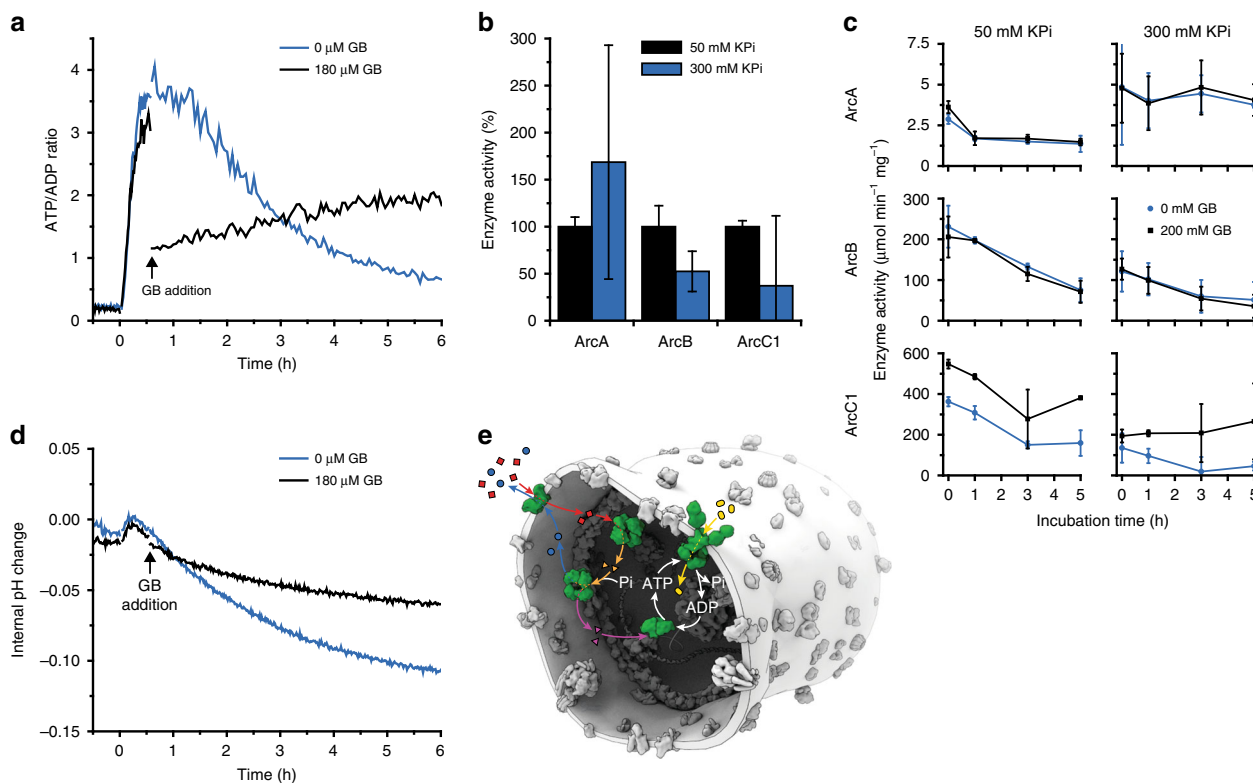 a
4
3
2
1
0
ATP/ADP ratio
0 μM GB
180 μM GB
GB addition
0 1 2 3 4 5 6
Time (h)
b
300
250
200
150
100
50
0
Enzyme activity (%)
50 mM KPi
300 mM KPi
ArcA ArcB ArcC1
c
50 mM KPi 300 mM KPi
ArcA
7.5
5
2.5
0
ArcB
300
200
100
0
0 mM GB
200 mM GB
ArcC1
600
400
200
0
Enzyme activity (μmol min⁻¹ mg⁻¹)
0 1 2 3 4 5 0 1 2 3 4 5
Incubation time (h)
d
0.05
0.00
−0.05
−0.10
−0.15
Internal pH change
0 μM GB
180 μM GB
GB
addition
0 1 2 3 4 5 6
Time (h)
e
Pi
ATP
Pi
ADP